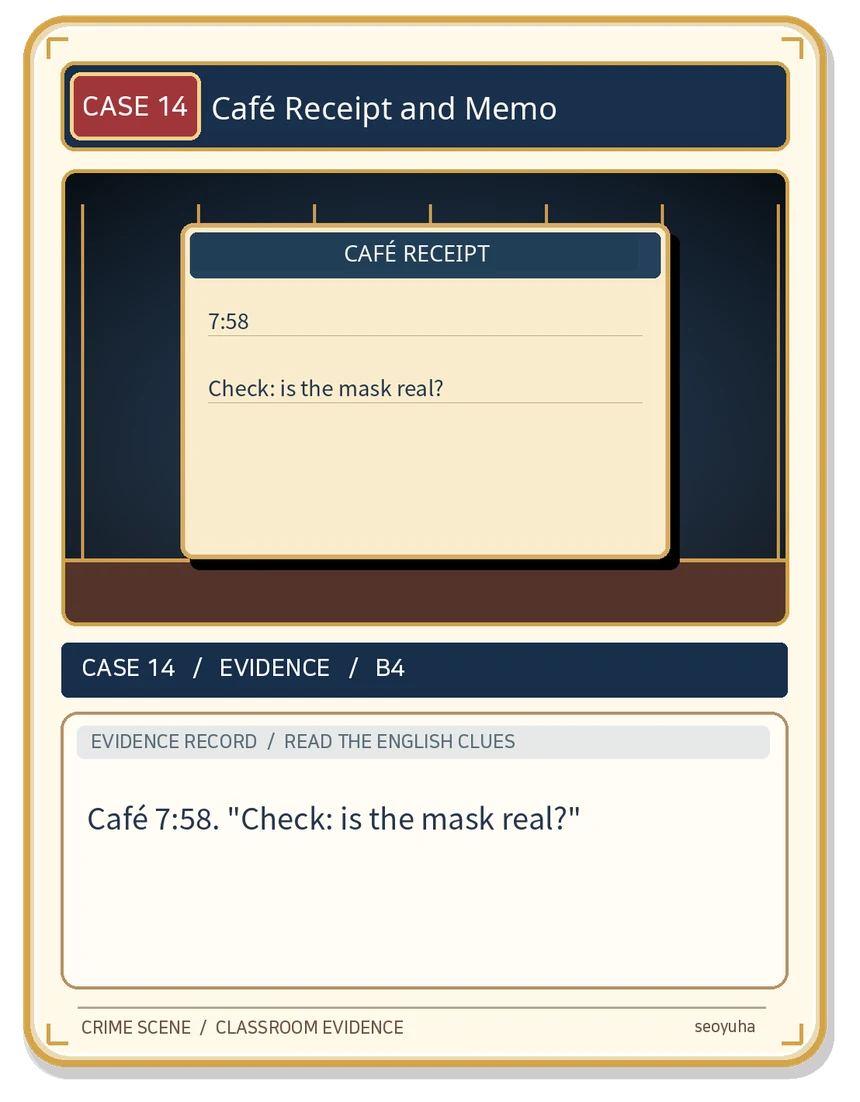 CASE 14 Café Receipt and Memo
CAFÉ RECEIPT
7:58
Check: is the mask real?
CASE 14 / EVIDENCE / B4
EVIDENCE RECORD / READ THE ENGLISH CLUES
Café 7:58. "Check: is the mask real?"
CRIME SCENE / CLASSROOM EVIDENCE
seoyuha